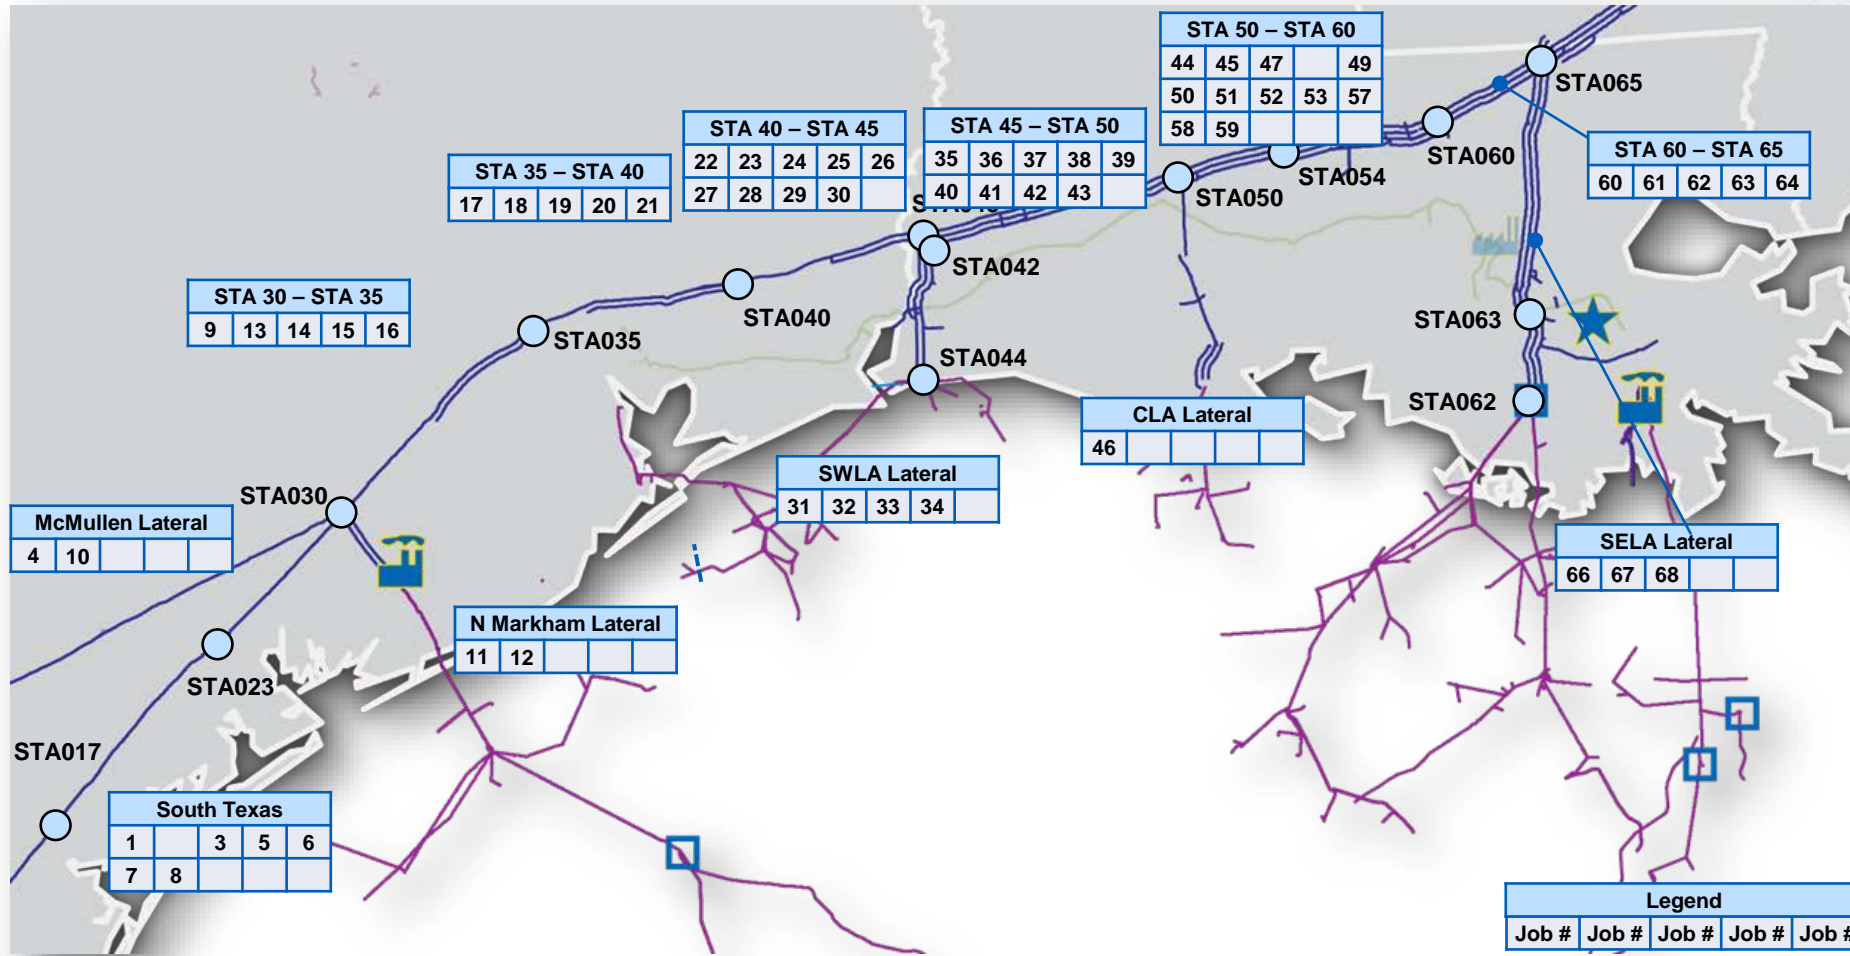 STA 50 – STA 60
44 45 47 49
50 51 52 53 57
58 59
STA065
STA 40 – STA 45
22 23 24 25 26
27 28 29 30
STA 45 – STA 50
35 36 37 38 39
40 41 42 43
STA060
STA 60 – STA 65
60 61 62 63 64
STA 35 – STA 40
17 18 19 20 21
STA054
STA050
STA042
STA 30 – STA 35
9 13 14 15 16
STA040
STA035
STA063
STA044
STA062
CLA Lateral
46
SWLA Lateral
31 32 33 34
STA030
McMullen Lateral
4 10
SELA Lateral
66 67 68
N Markham Lateral
11 12
STA023
STA017
South Texas
1 3 5 6
7 8
Legend
Job # Job # Job # Job # Job #